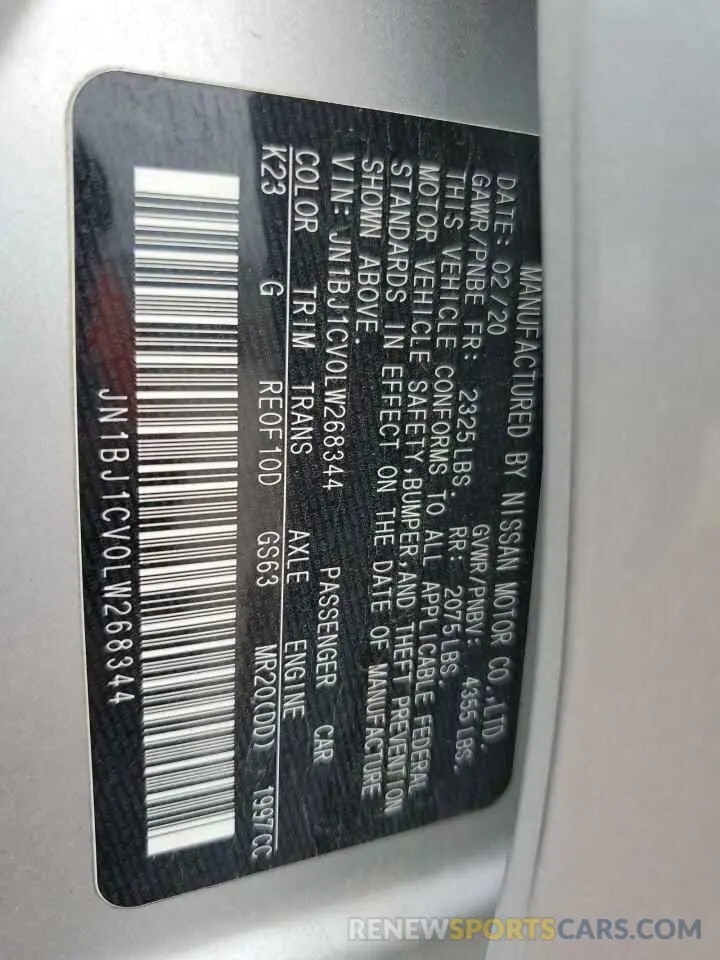 MANUFACTURED BY NISSAN MOTOR CO.,LTD.
DATE: 02/20 GVWR/PNBV: 4355 LBS.
GAWR/PNBE FR: 2325 LBS. RR: 2075 LBS.
THIS VEHICLE CONFORMS TO ALL APPLICABLE FEDERAL
MOTOR VEHICLE SAFETY,BUMPER,AND THEFT PREVENTION
STANDARDS IN EFFECT ON THE DATE OF MANUFACTURE
SHOWN ABOVE.
VIN: JN1BJ1CV0LW268344 PASSENGER CAR
COLOR TRIM TRANS AXLE ENGINE
K23 G RE0F10D GS63 MR20(DD) 1997CC
JN1BJ1CV0LW268344
RENEWSPORTSCARS.COM